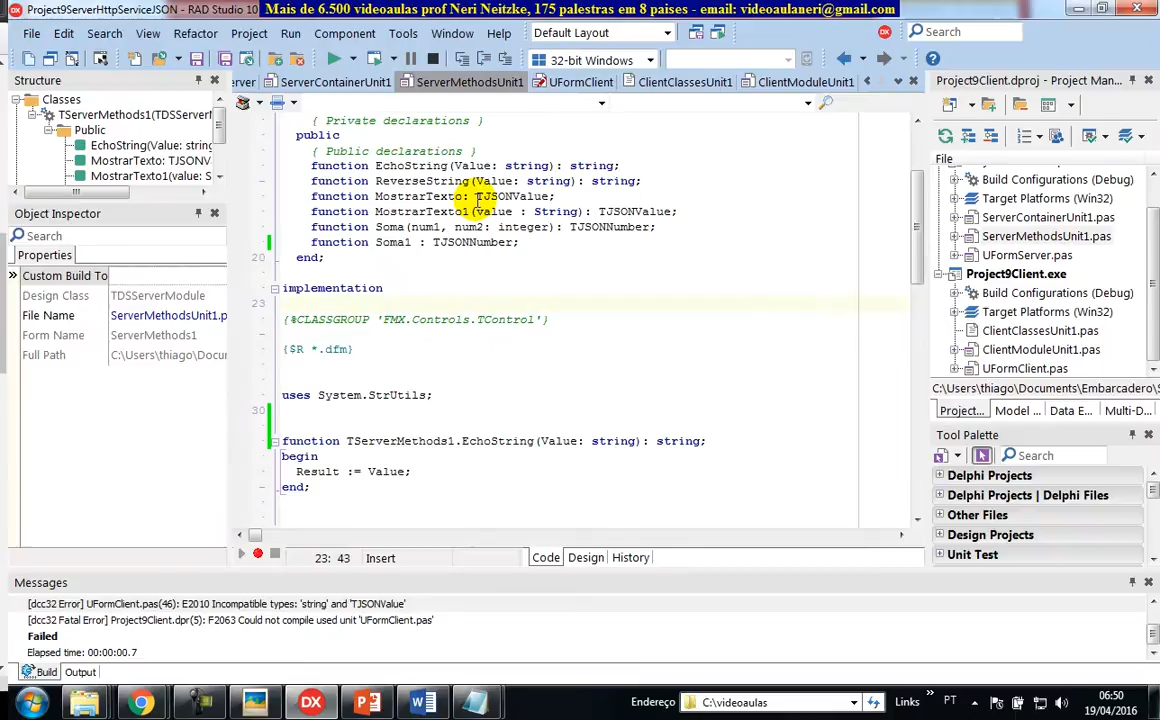 Project9ServerHttpServiceJSON - RAD Studio 10
Mais de 6.500 videoaulas prof Neri Neitzke, 175 palestras em 8 paises - email: videoaulaneri@gmail.com
File Edit Search View Refactor Project Run Component Tools Window Help
Default Layout
Search
32-bit Windows
Structure
Classes
TServerMethods1(TDSServerM
Public
EchoString(Value: string
MostrarTexto: TJSONVa
MostrarTexto1(value: S
Object Inspector
Search
Properties
Custom Build To
Design Class TDSServerModule
File Name ServerMethodsUnit1.p
Form Name ServerMethods1
Full Path C:\Users\thiago\Docu
erver ServerContainerUnit1 ServerMethodsUnit1 UFormClient ClientClassesUnit1 ClientModuleUnit1
{ Private declarations }
public
{ Public declarations }
function EchoString(Value: string): string;
function ReverseString(Value: string): string;
function MostrarTexto: TJSONValue;
function MostrarTexto1(value : String): TJSONValue;
function Soma(num1, num2: integer): TJSONNumber;
function Soma1 : TJSONNumber;
20 end;
implementation
23
{%CLASSGROUP 'FMX.Controls.TControl'}
{$R *.dfm}
uses System.StrUtils;
30
function TServerMethods1.EchoString(Value: string): string;
begin
Result := Value;
end;
23: 43 Insert Code Design History
Project9Client.dproj - Project Man...
File
Build Configurations (Debug)
Target Platforms (Win32)
ServerContainerUnit1.pas
ServerMethodsUnit1.pas
UFormServer.pas
Project9Client.exe
Build Configurations (Debug)
Target Platforms (Win32)
ClientClassesUnit1.pas
ClientModuleUnit1.pas
UFormClient.pas
C:\Users\thiago\Documents\Embarcadero\S
Project... Model ... Data E... Multi-D...
Tool Palette
Search
Delphi Projects
Delphi Projects | Delphi Files
Other Files
Design Projects
Unit Test
Messages
[dcc32 Error] UFormClient.pas(46): E2010 Incompatible types: 'string' and 'TJSONValue'
[dcc32 Fatal Error] Project9Client.dpr(5): F2063 Could not compile used unit 'UFormClient.pas'
Failed
Elapsed time: 00:00:00.7
Build Output
Endereço C:\videoaulas Links » PT 06:50
19/04/2016